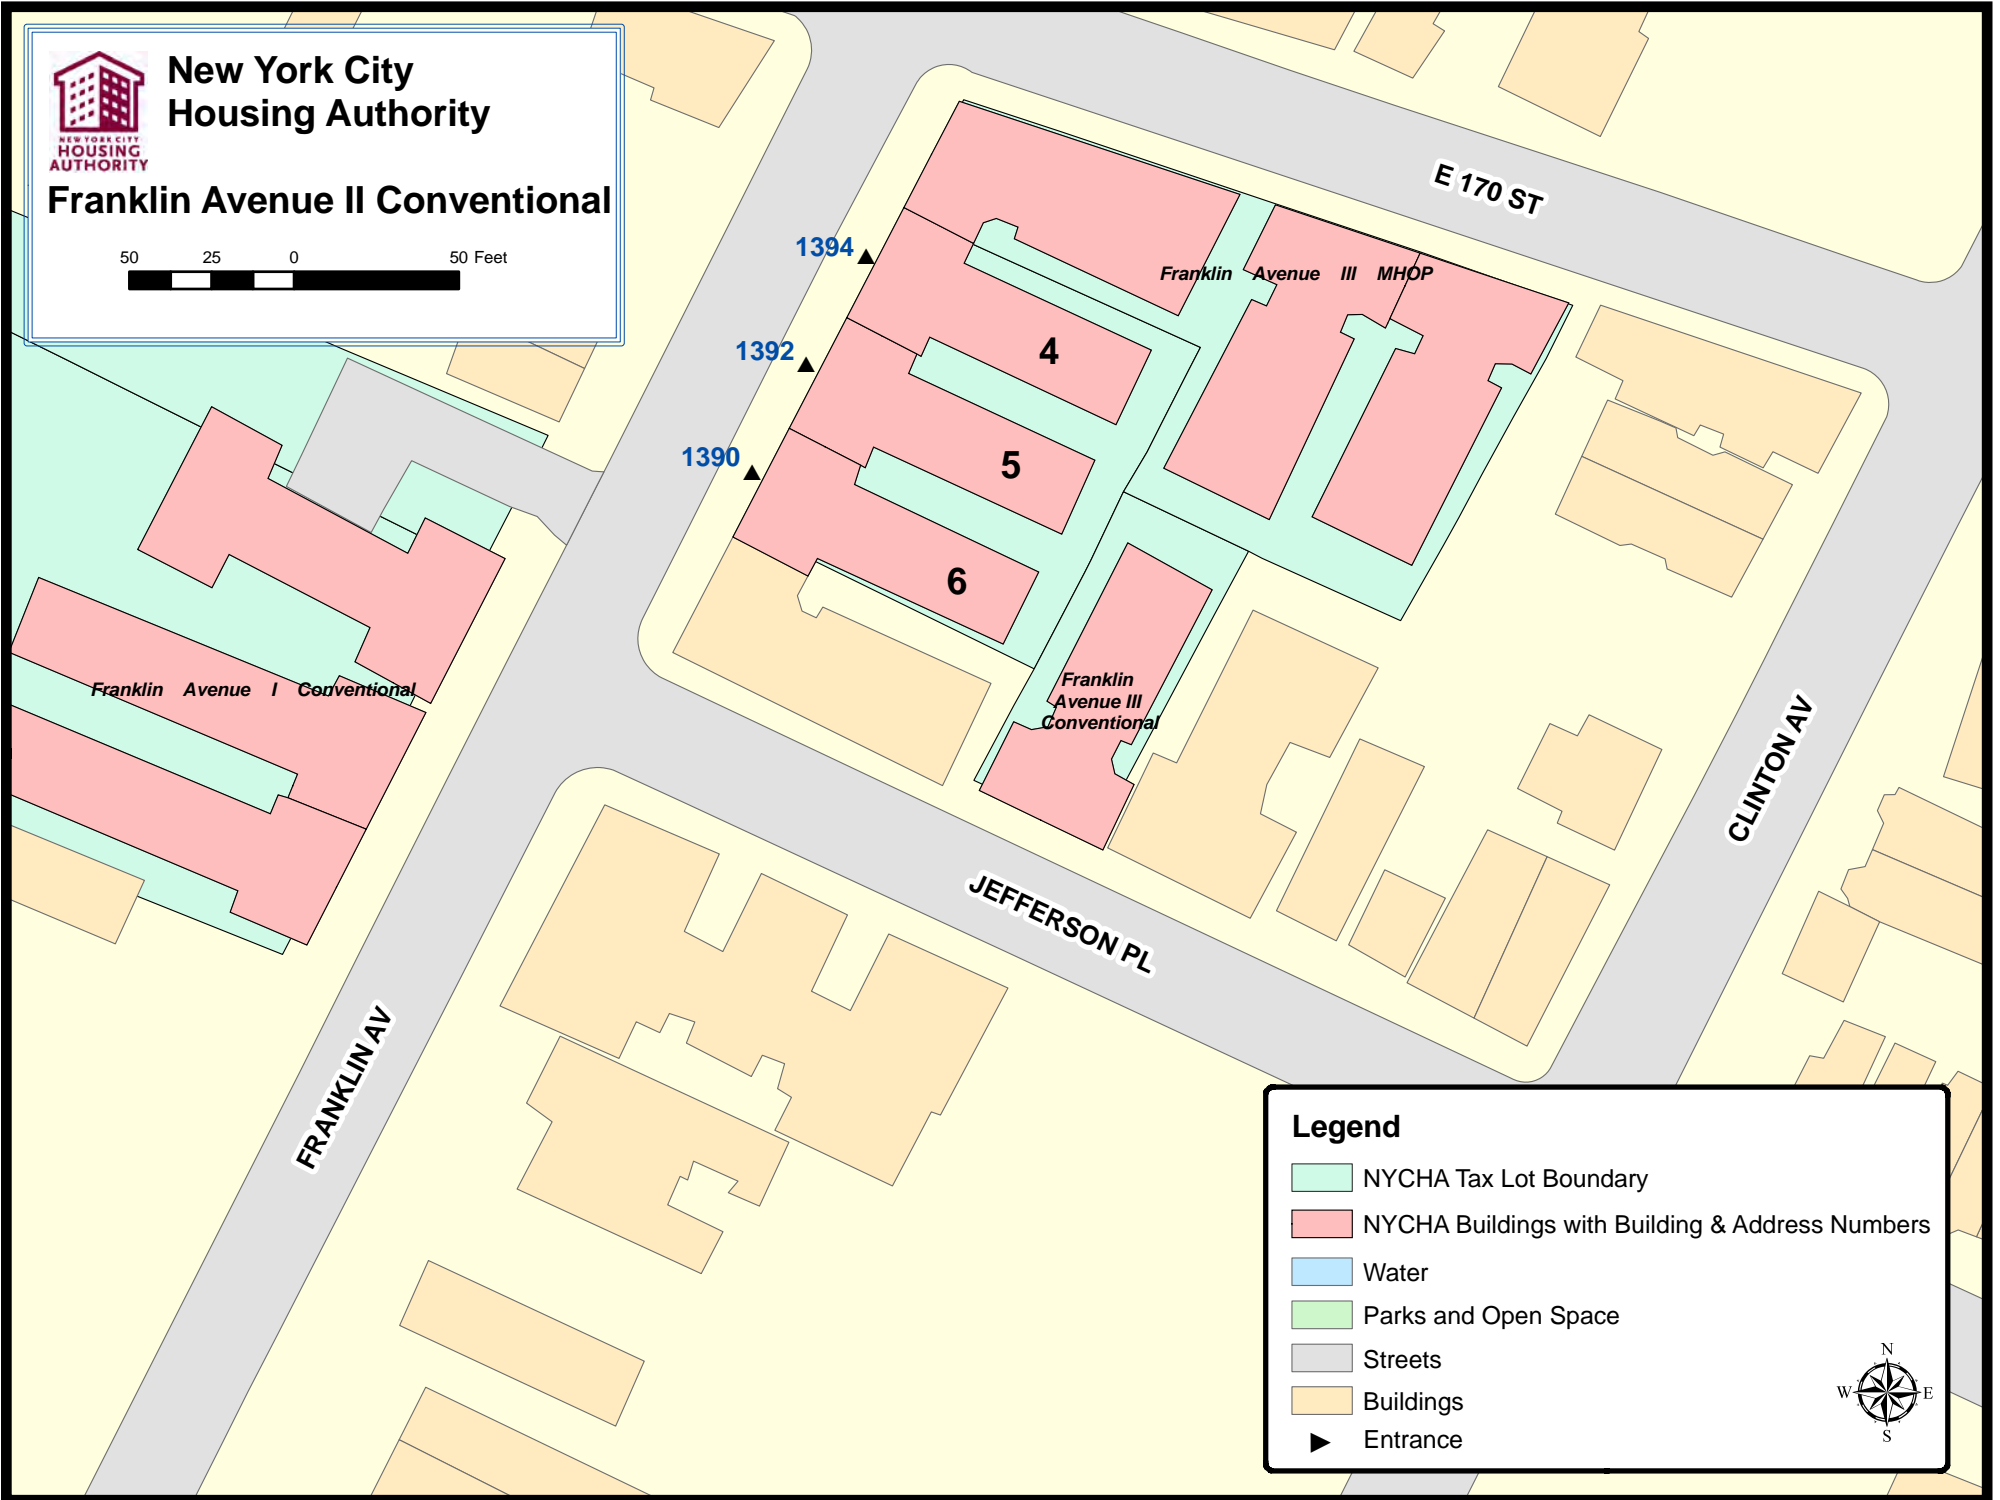 New York City
Housing Authority
NEW YORK CITY
HOUSING
AUTHORITY
Franklin Avenue II Conventional
50 25 0 50 Feet
E 170 ST
1394
Franklin Avenue III MHOP
1392
4
1390
5
6
Franklin Avenue I Conventional
Franklin
Avenue III
Conventional
CLINTON AV
JEFFERSON PL
FRANKLIN AV
Legend
NYCHA Tax Lot Boundary
NYCHA Buildings with Building & Address Numbers
Water
Parks and Open Space
Streets
Buildings
Entrance
N
W E
S